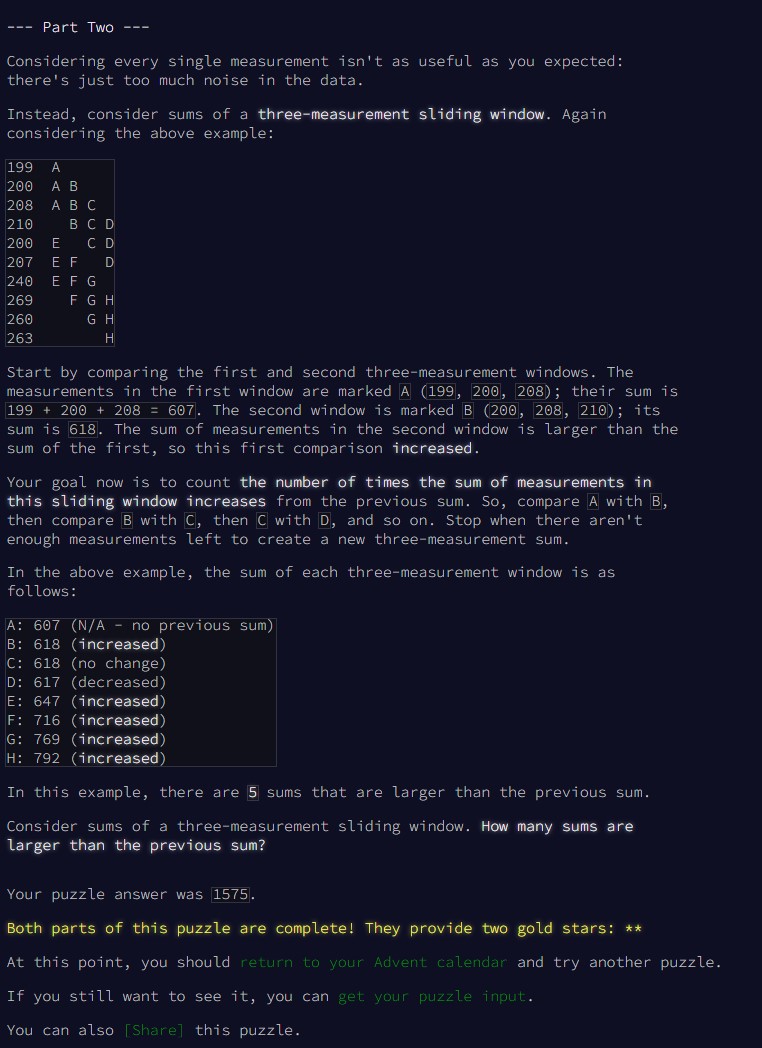 --- Part Two ---
Considering every single measurement isn't as useful as you expected:
there's just too much noise in the data.
Instead, consider sums of a three-measurement sliding window. Again
considering the above example:
199  A
200  A B
208  A B C
210    B C D
200  E   C D
207  E F   D
240  E F G
269    F G H
260      G H
263        H
Start by comparing the first and second three-measurement windows. The
measurements in the first window are marked A (199, 200, 208); their sum is
199 + 200 + 208 = 607. The second window is marked B (200, 208, 210); its
sum is 618. The sum of measurements in the second window is larger than the
sum of the first, so this first comparison increased.
Your goal now is to count the number of times the sum of measurements in
this sliding window increases from the previous sum. So, compare A with B,
then compare B with C, then C with D, and so on. Stop when there aren't
enough measurements left to create a new three-measurement sum.
In the above example, the sum of each three-measurement window is as
follows:
A: 607 (N/A - no previous sum)
B: 618 (increased)
C: 618 (no change)
D: 617 (decreased)
E: 647 (increased)
F: 716 (increased)
G: 769 (increased)
H: 792 (increased)
In this example, there are 5 sums that are larger than the previous sum.
Consider sums of a three-measurement sliding window. How many sums are
larger than the previous sum?
Your puzzle answer was 1575.
Both parts of this puzzle are complete! They provide two gold stars: **
At this point, you should return to your Advent calendar and try another puzzle.
If you still want to see it, you can get your puzzle input.
You can also [Share] this puzzle.